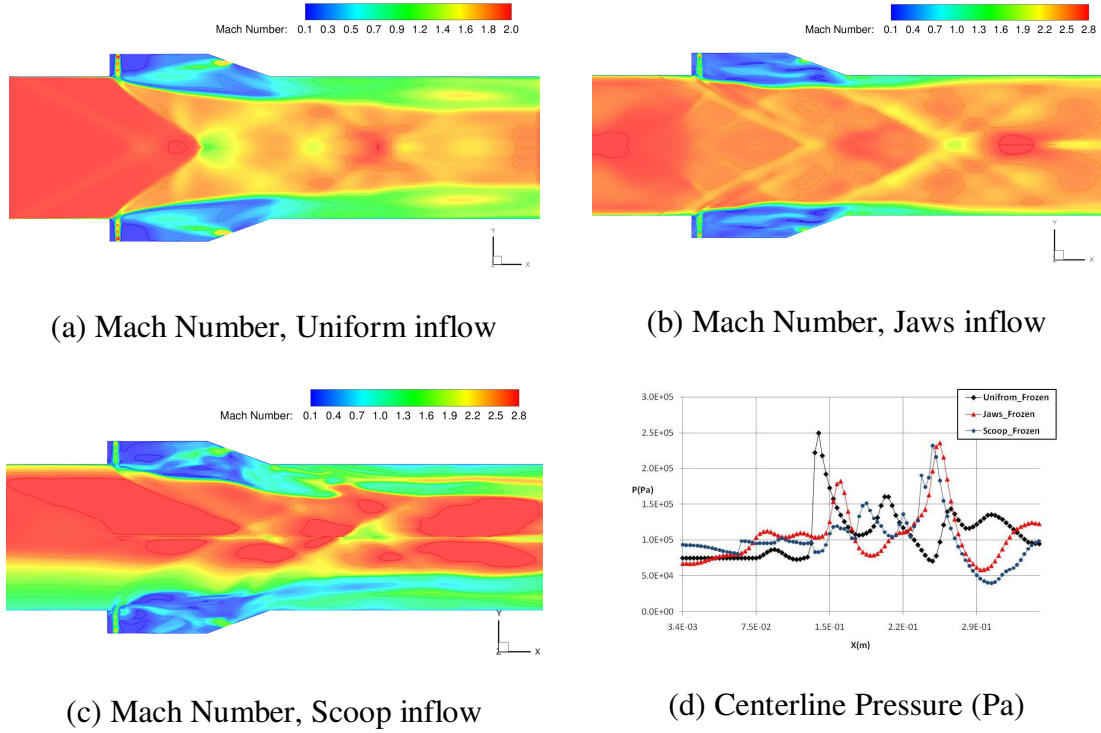 Mach Number: 0.1 0.3 0.5 0.7 0.9 1.2 1.4 1.6 1.8 2.0
Y
Z X
(a) Mach Number, Uniform inflow
Mach Number: 0.1 0.4 0.7 1.0 1.3 1.6 1.9 2.2 2.5 2.8
Y
Z X
(b) Mach Number, Jaws inflow
Mach Number: 0.1 0.4 0.7 1.0 1.3 1.6 1.9 2.2 2.5 2.8
Y
Z X
(c) Mach Number, Scoop inflow
3.0E+05
2.5E+05
2.0E+05
P(Pa)
1.5E+05
1.0E+05
5.0E+04
0.0E+00
3.4E-03 7.5E-02 1.5E-01 2.2E-01 2.9E-01
X(m)
Unifrom_Frozen
Jaws_Frozen
Scoop_Frozen
(d) Centerline Pressure (Pa)